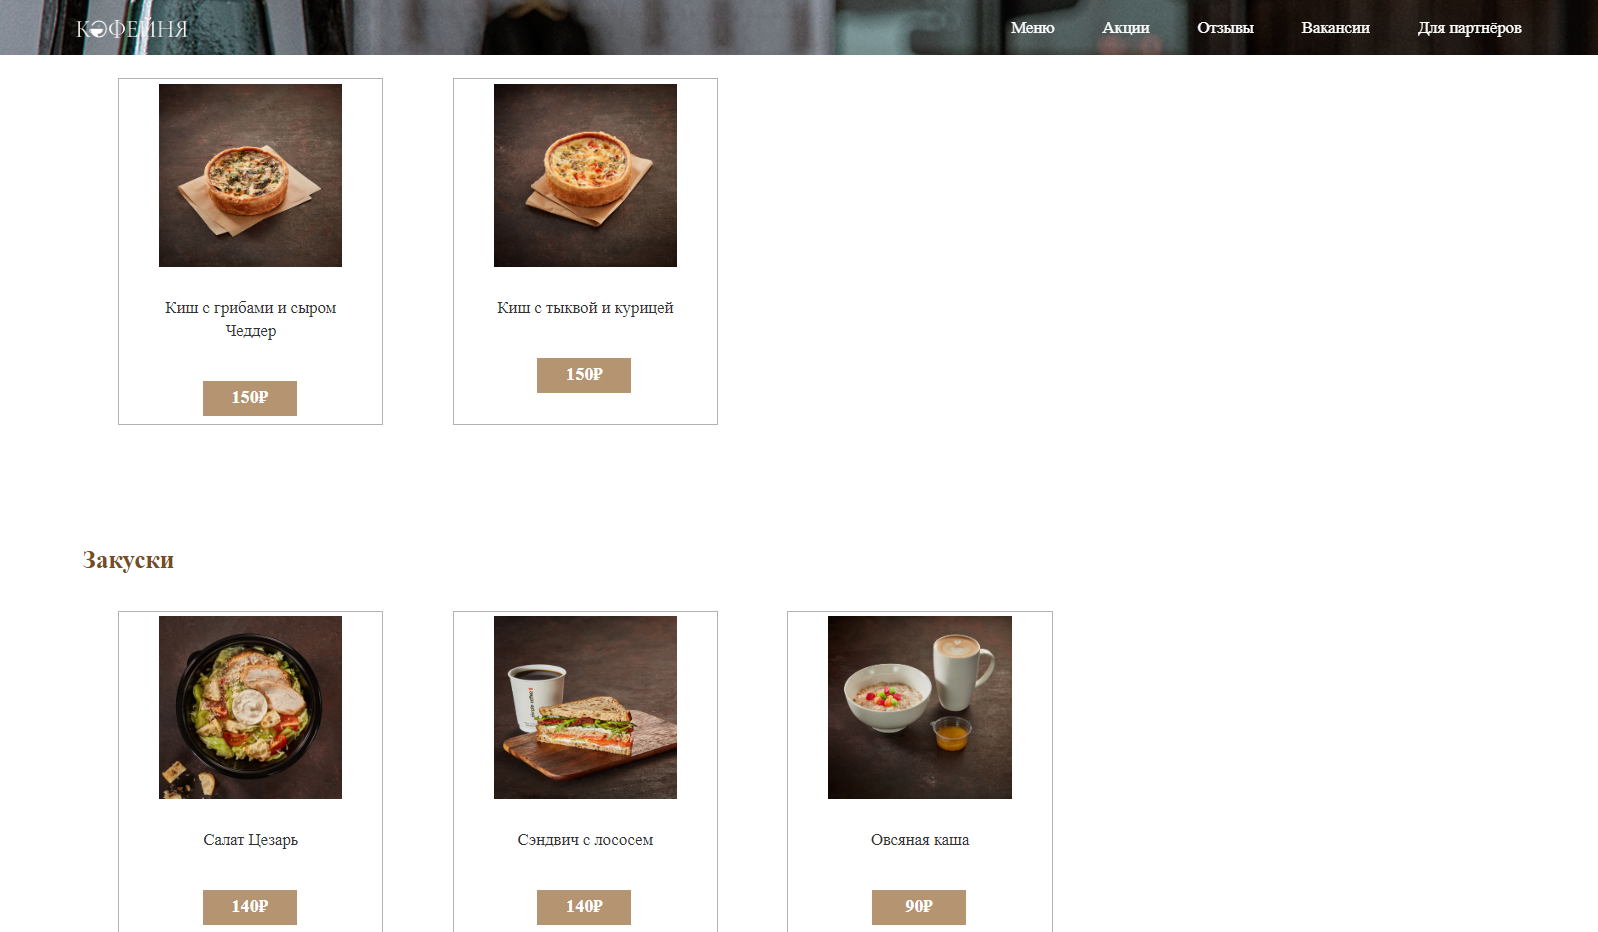 КОФЕЙНЯ
Меню Акции Отзывы Вакансии Для партнёров
Киш с грибами и сыром
Чеддер
150₽
Киш с тыквой и курицей
150₽
Закуски
Салат Цезарь
140₽
Сэндвич с лососем
140₽
Овсяная каша
90₽